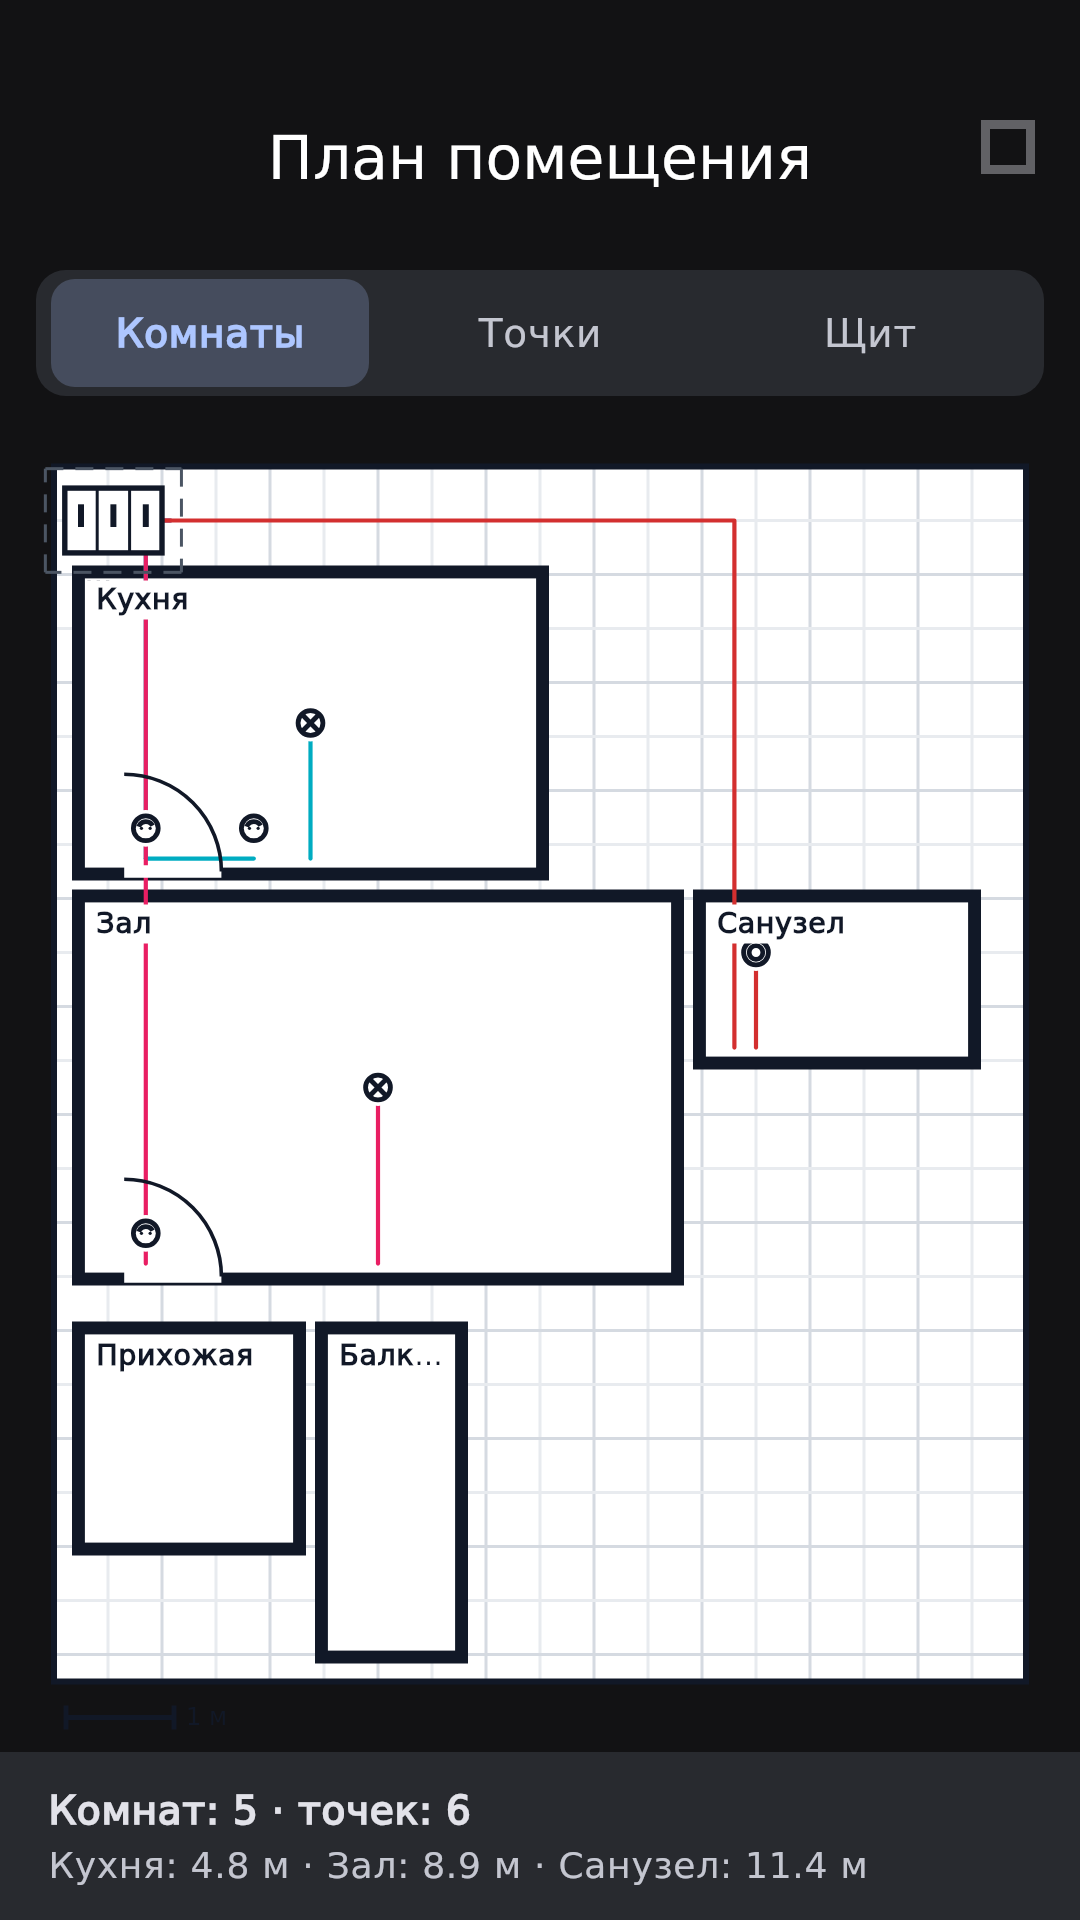 План помещения
Комнаты
Точки
Щит
Кухня
Зал
Санузел
Прихожая
Балк...
1 м
Комнат: 5 · точек: 6
Кухня: 4.8 м · Зал: 8.9 м · Санузел: 11.4 м